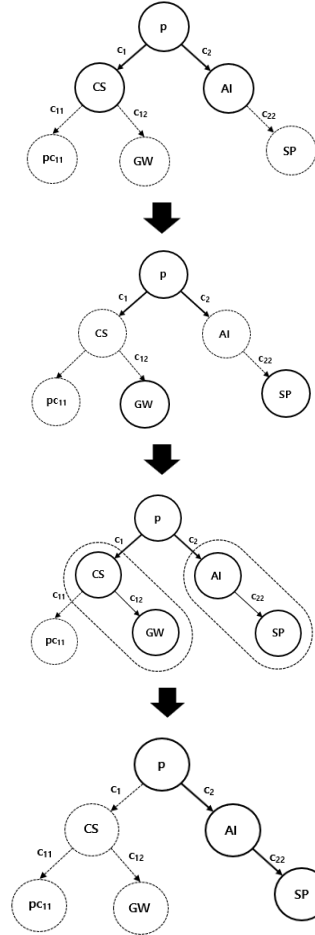 p
c₁ c₂
CS AI
c₁₁ c₁₂ c₂₂
pc₁₁ GW SP
p
c₁ c₂
CS AI
c₁₂ c₂₂
pc₁₁ GW SP
p
c₁ c₂
CS AI
c₁₁ c₁₂ c₂₂
pc₁₁ GW SP
p
c₁ c₂
CS AI
c₁₁ c₁₂ c₂₂
pc₁₁ GW SP